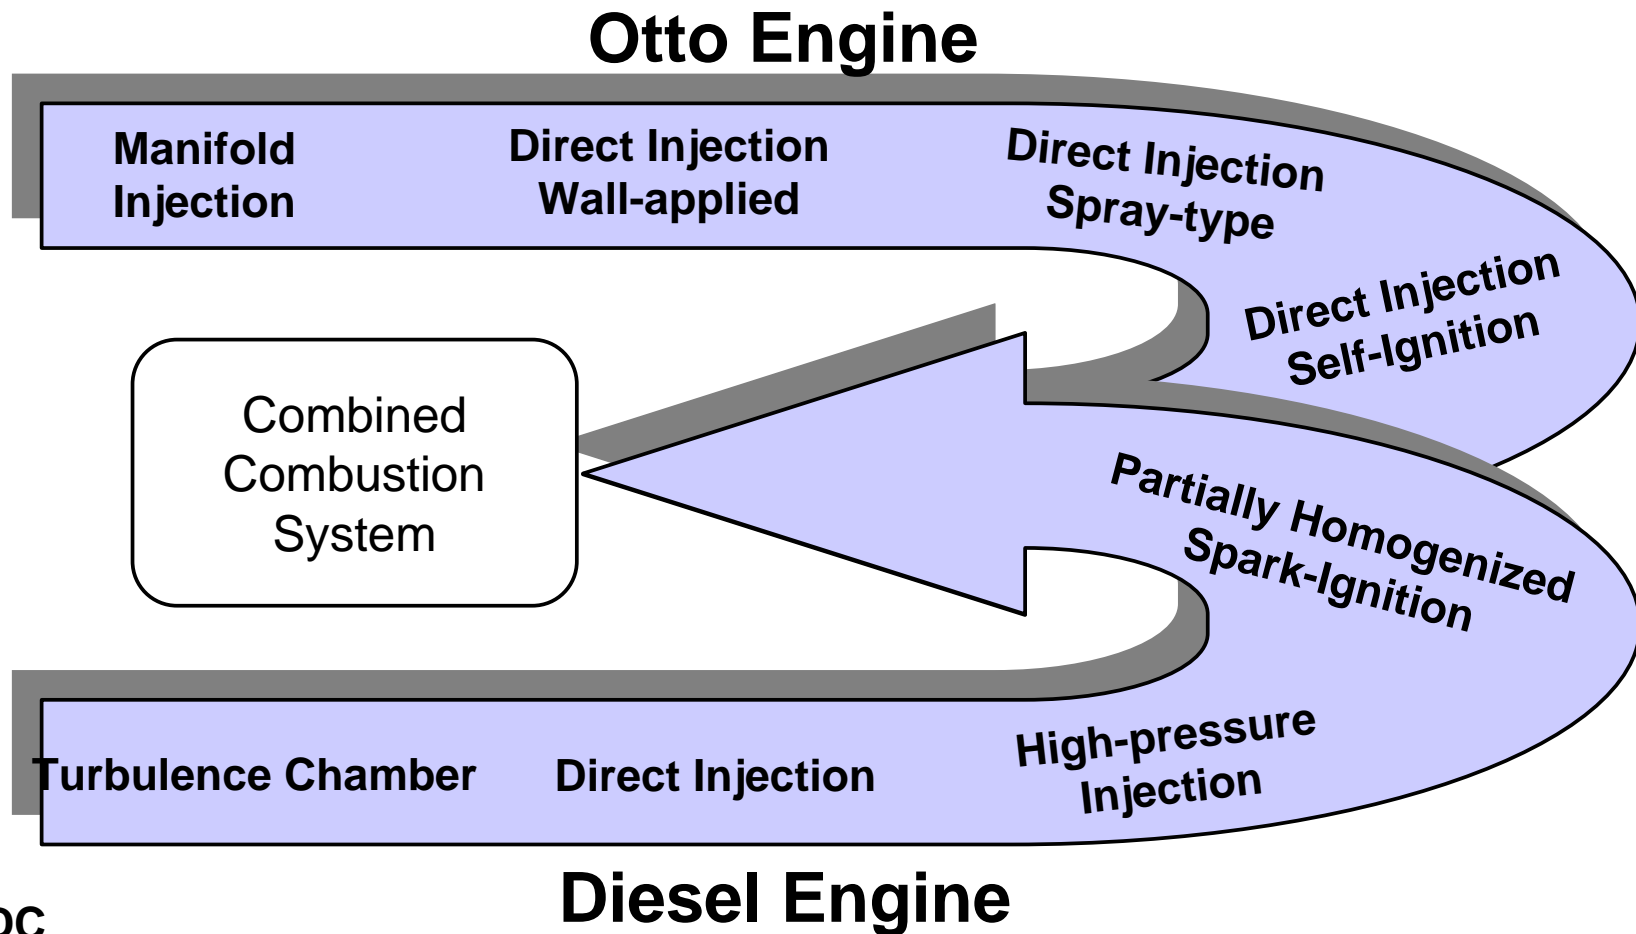 Otto Engine
Manifold
Injection
Direct Injection
Wall-applied
Direct Injection
Spray-type
Direct Injection
Self-Ignition
Combined
Combustion
System
Partially Homogenized
Spark-Ignition
Turbulence Chamber
Direct Injection
High-pressure
Injection
Diesel Engine